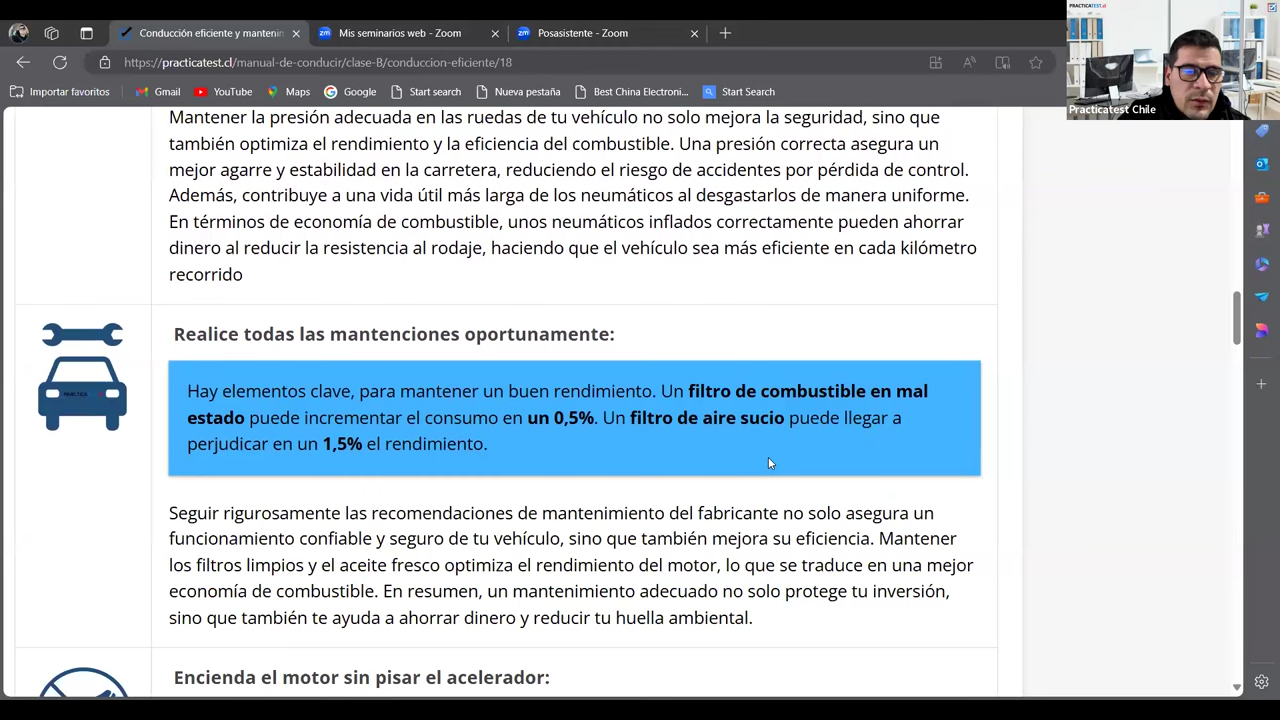 Conducción eficiente y mantenin
Mis seminarios web - Zoom
Posasistente - Zoom
https://practicatest.cl/manual-de-conducir/clase-B/conduccion-eficiente/18
Importar favoritos
Gmail
YouTube
Maps
Google
Start search
Nueva pestaña
Best China Electroni...
Start Search
PRACTICATEST.cl
Practicatest Chile
Mantener la presión adecuada en las ruedas de tu vehículo no solo mejora la seguridad, sino que
también optimiza el rendimiento y la eficiencia del combustible. Una presión correcta asegura un
mejor agarre y estabilidad en la carretera, reduciendo el riesgo de accidentes por pérdida de control.
Además, contribuye a una vida útil más larga de los neumáticos al desgastarlos de manera uniforme.
En términos de economía de combustible, unos neumáticos inflados correctamente pueden ahorrar
dinero al reducir la resistencia al rodaje, haciendo que el vehículo sea más eficiente en cada kilómetro
recorrido
Realice todas las mantenciones oportunamente:
Hay elementos clave, para mantener un buen rendimiento. Un filtro de combustible en mal
estado puede incrementar el consumo en un 0,5%. Un filtro de aire sucio puede llegar a
perjudicar en un 1,5% el rendimiento.
Seguir rigurosamente las recomendaciones de mantenimiento del fabricante no solo asegura un
funcionamiento confiable y seguro de tu vehículo, sino que también mejora su eficiencia. Mantener
los filtros limpios y el aceite fresco optimiza el rendimiento del motor, lo que se traduce en una mejor
economía de combustible. En resumen, un mantenimiento adecuado no solo protege tu inversión,
sino que también te ayuda a ahorrar dinero y reducir tu huella ambiental.
Encienda el motor sin pisar el acelerador: